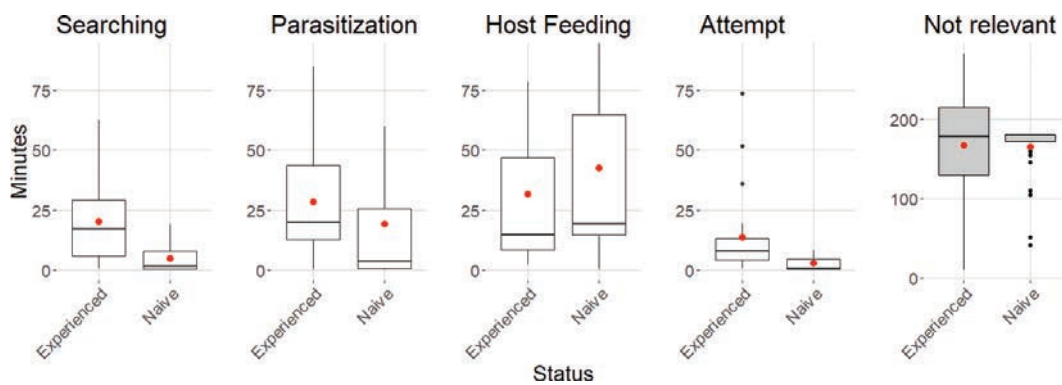 Searching
Parasitization
Host Feeding
Attempt
Not relevant
Minutes
75
50
25
0
75
50
25
0
75
50
25
0
75
50
25
0
200
100
0
Experienced
Naive
Experienced
Naive
Experienced
Naive
Experienced
Naive
Experienced
Naive
Status